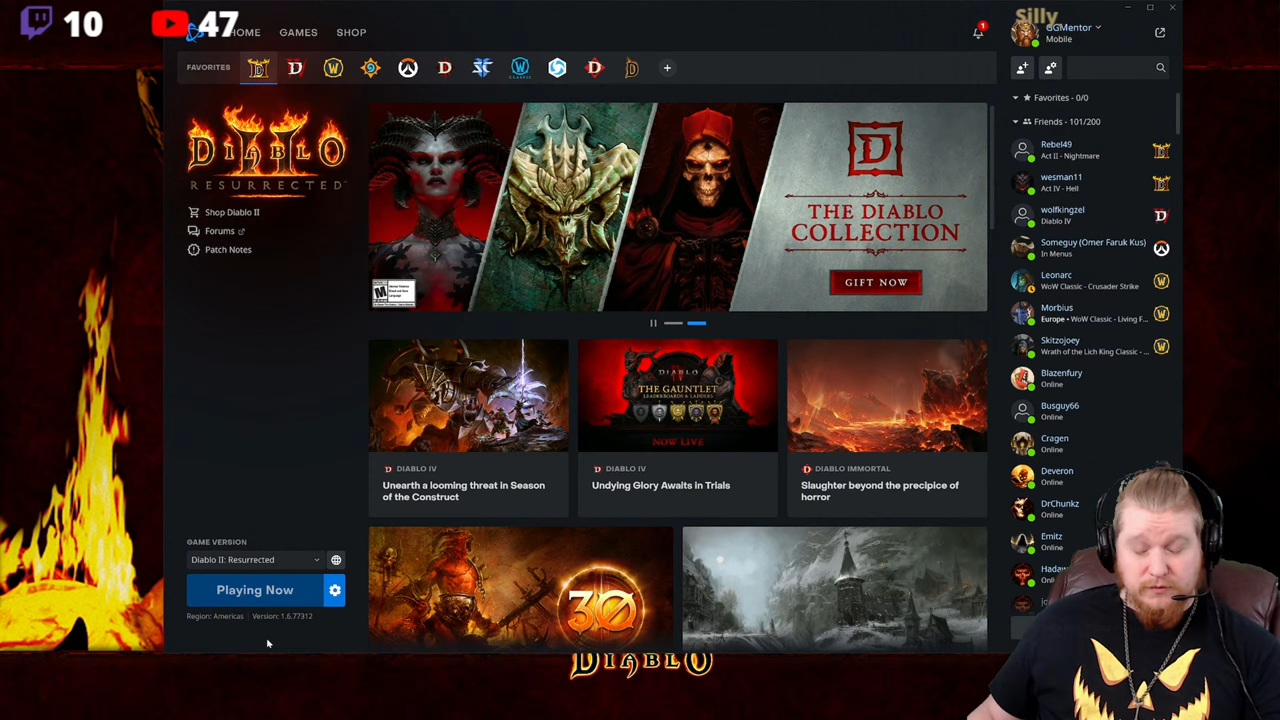 10
47
HOME
GAMES
SHOP
1
Silly
GGMentor
Mobile
FAVORITES
DIABLO
II
RESURRECTED
Shop Diablo II
Forums
Patch Notes
THE DIABLO
COLLECTION
GIFT NOW
Favorites - 0/0
Friends - 101/200
Rebel49
Act II - Nightmare
wesman11
Act IV - Hell
wolfkingzel
Diablo IV
Someguy (Omer Faruk Kus)
In Menus
Leonarc
WoW Classic - Crusader Strike
Morbius
Europe • WoW Classic - Living F...
Skitzojoey
Wrath of the Lich King Classic - ...
Blazenfury
Online
Busguy66
Online
Cragen
Online
Deveron
Online
DrChunkz
Online
Emitz
Online
Hadaw
Onli
DIABLO
THE GAUNTLET
LEADERBOARDS & LADDERS
NOW LIVE
DIABLO IV
Unearth a looming threat in Season
of the Construct
DIABLO IV
Undying Glory Awaits in Trials
DIABLO IMMORTAL
Slaughter beyond the precipice of
horror
30
GAME VERSION
Diablo II: Resurrected
Playing Now
Region: Americas
Version: 1.6.77312
DIABLO